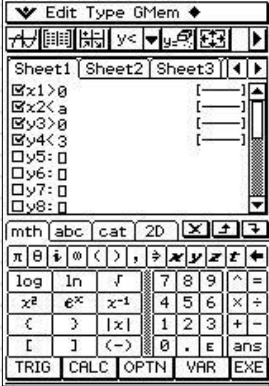 Edit Type GMem
y<
Sheet1 Sheet2 Sheet3
x1>0 [—]
x2<a [—]
y3>0 [—]
y4<3 [—]
y5:
y6:
y7:
y8:
mth abc cat 2D
π θ i ∞ ( ) , ⇒ x y z t
log ln √ 7 8 9 ^ =
x² eˣ x⁻¹ 4 5 6 × ÷
( ) |x| 1 2 3 + −
[ ] (−) 0 . E ans
TRIG CALC OPTN VAR EXE